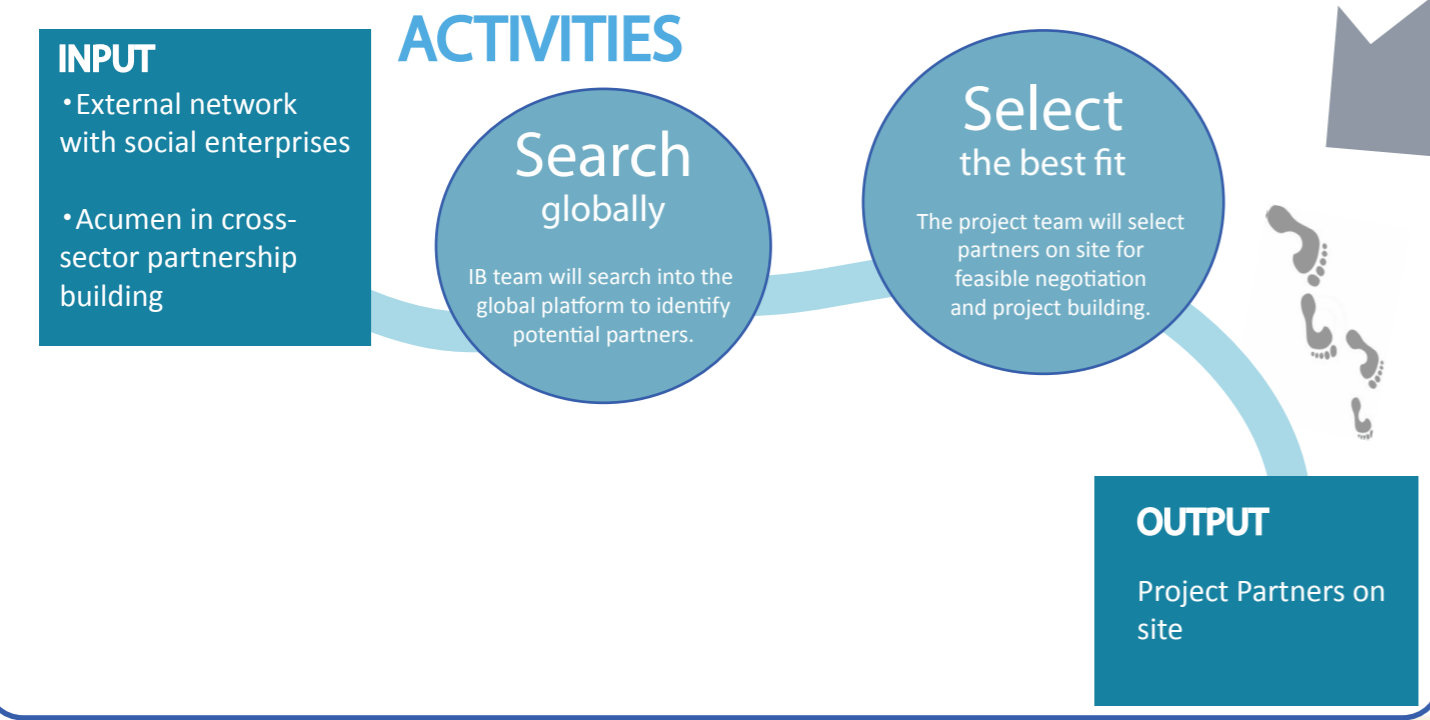 ACTIVITIES
INPUT
•External network
with social enterprises
•Acumen in cross-
sector partnership
building
Search
globally
IB team will search into the
global platform to identify
potential partners.
Select
the best fit
The project team will select
partners on site for
feasible negotiation
and project building.
OUTPUT
Project Partners on
site